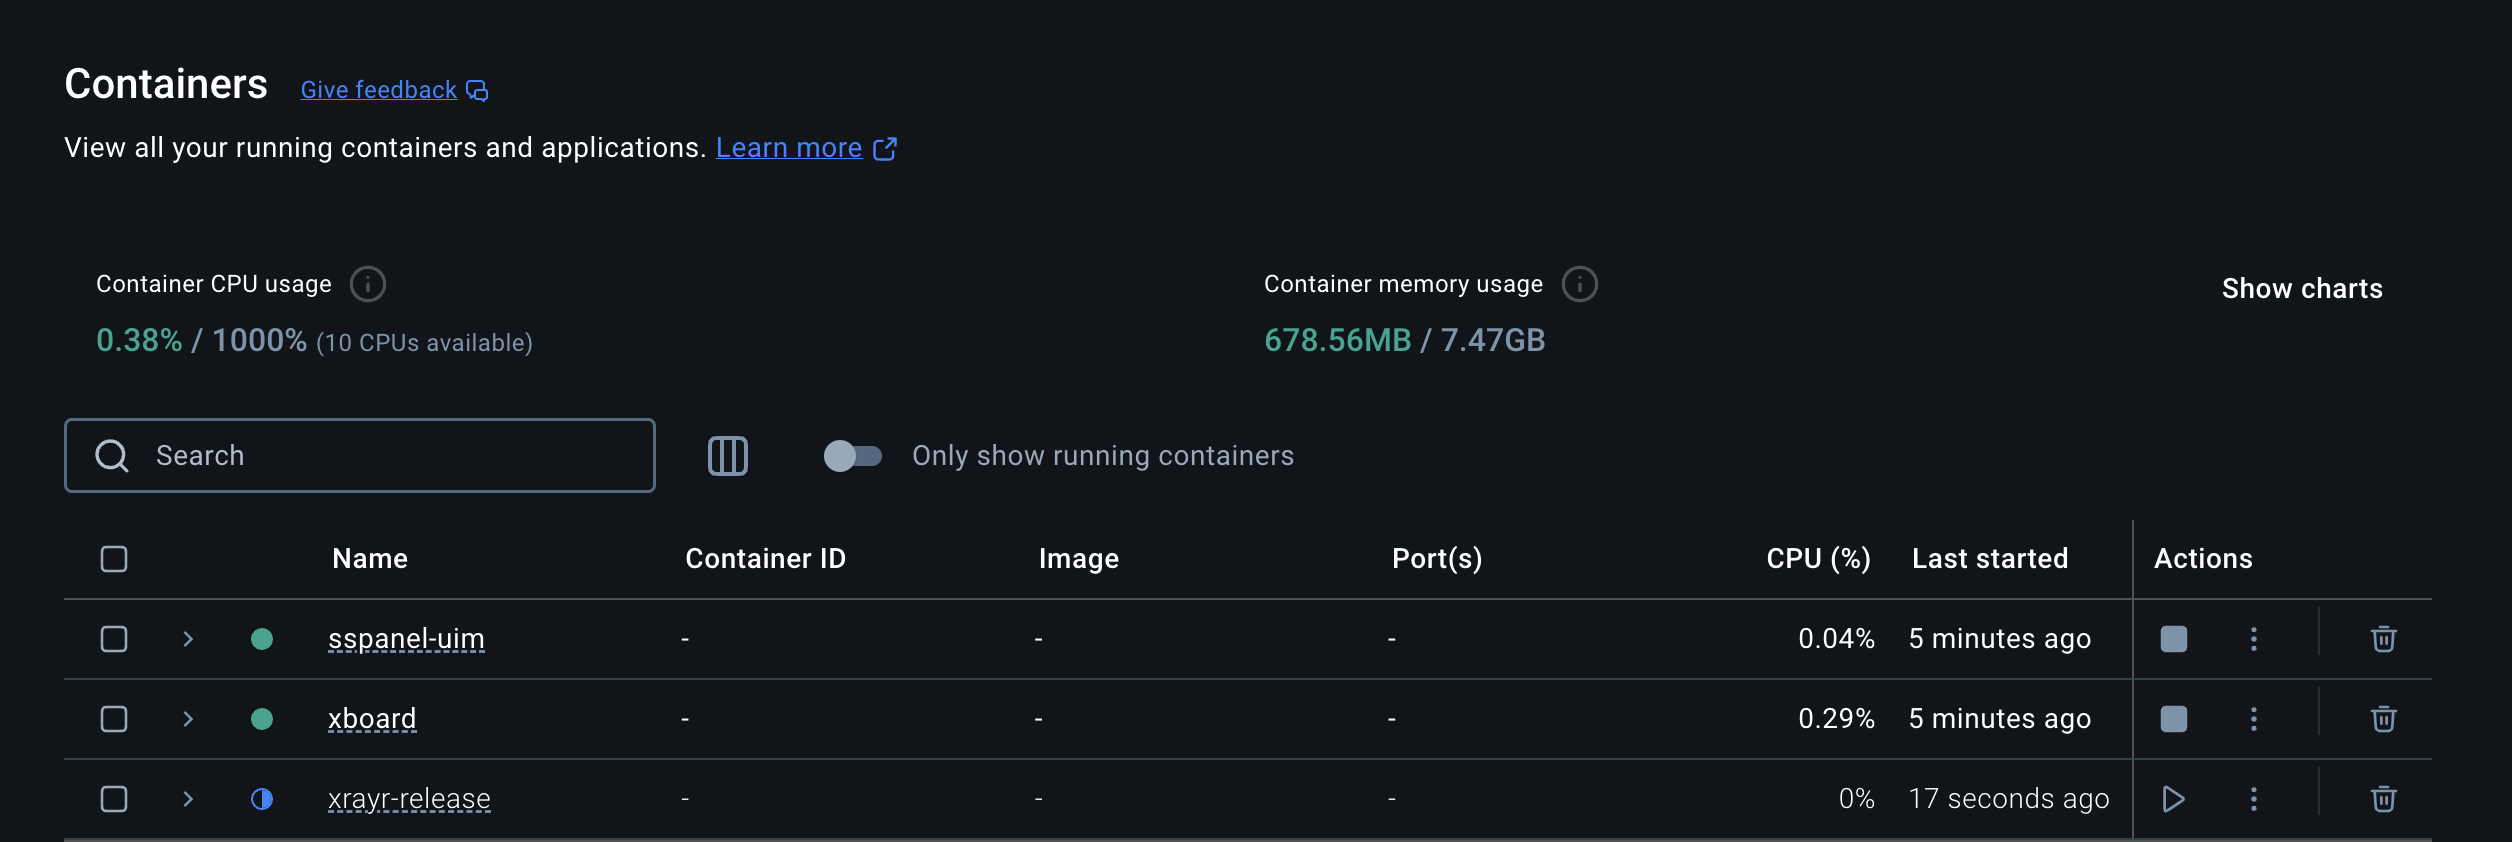 Containers Give feedback
View all your running containers and applications. Learn more
Container CPU usage
0.38% / 1000% (10 CPUs available)
Container memory usage
678.56MB / 7.47GB
Show charts
Search
Only show running containers
Name Container ID Image Port(s) CPU (%) Last started Actions
sspanel-uim - - - 0.04% 5 minutes ago
xboard - - - 0.29% 5 minutes ago
xrayr-release - - - 0% 17 seconds ago